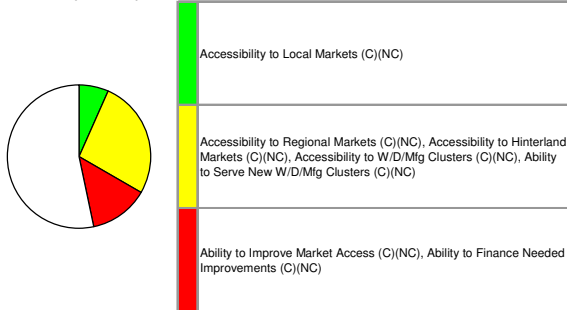 Accessibility to Local Markets (C)(NC)
Accessibility to Regional Markets (C)(NC), Accessibility to Hinterland
Markets (C)(NC), Accessibility to W/D/Mfg Clusters (C)(NC), Ability
to Serve New W/D/Mfg Clusters (C)(NC)
Ability to Improve Market Access (C)(NC), Ability to Finance Needed
Improvements (C)(NC)